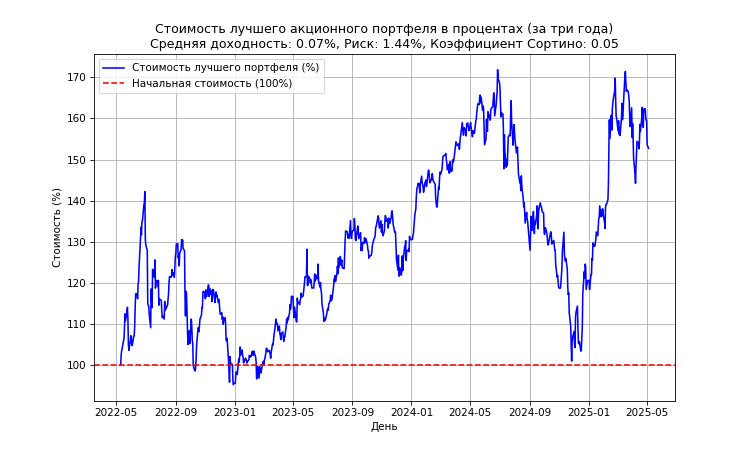 Стоимость лучшего акционного портфеля в процентах (за три года)
Средняя доходность: 0.07%, Риск: 1.44%, Коэффициент Сортино: 0.05
Стоимость лучшего портфеля (%)
Начальная стоимость (100%)
Стоимость (%)
170
160
150
140
130
120
110
100
2022-05 2022-09 2023-01 2023-05 2023-09 2024-01 2024-05 2024-09 2025-01 2025-05
День